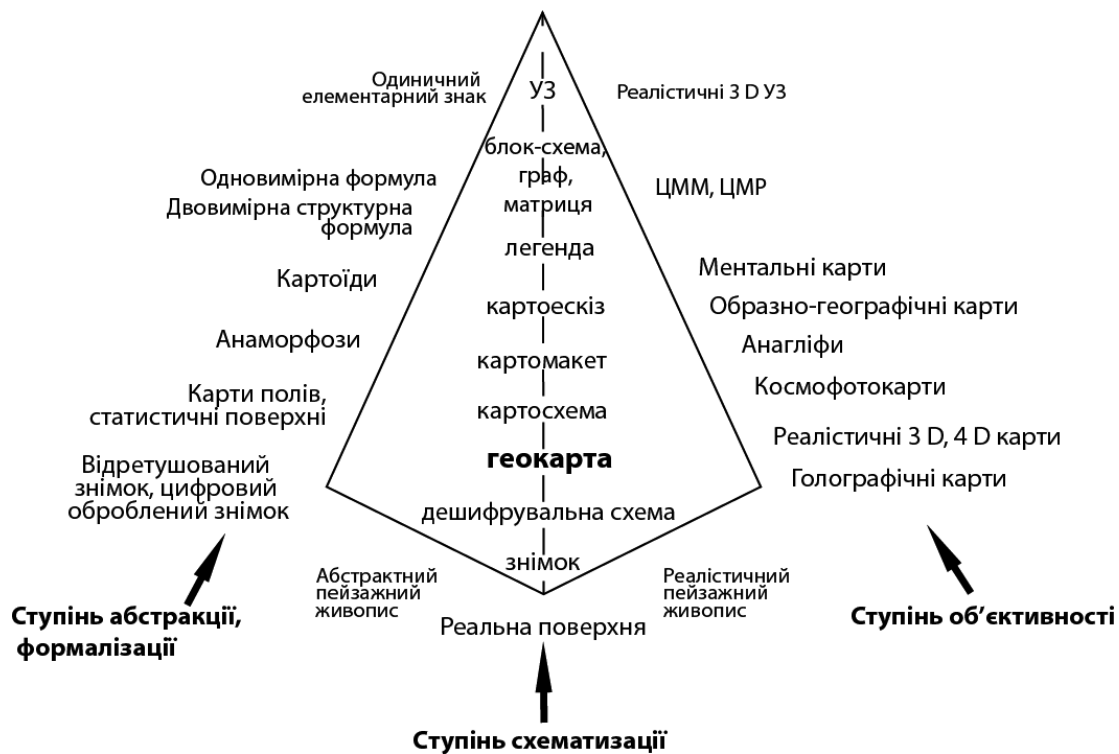 Одиничний
елементарний знак
УЗ
Реалістичні 3 D УЗ
блок-схема,
граф,
матриця
Одновимірна формула
Двовимірна структурна
формула
ЦММ, ЦМР
легенда
Картоїди
Ментальні карти
картоескіз
Образно-географічні карти
Анаморфози
Анагліфи
картомакет
Карти полів,
статистичні поверхні
Космофотокарти
картосхема
Реалістичні 3 D, 4 D карти
геокарта
Відретушований
знімок, цифровий
оброблений знімок
Голографічні карти
дешифрувальна схема
знімок
Абстрактний
пейзажний
живопис
Реалістичний
пейзажний
живопис
Реальна поверхня
Ступінь абстракції,
формалізації
Ступінь об’єктивності
Ступінь схематизації